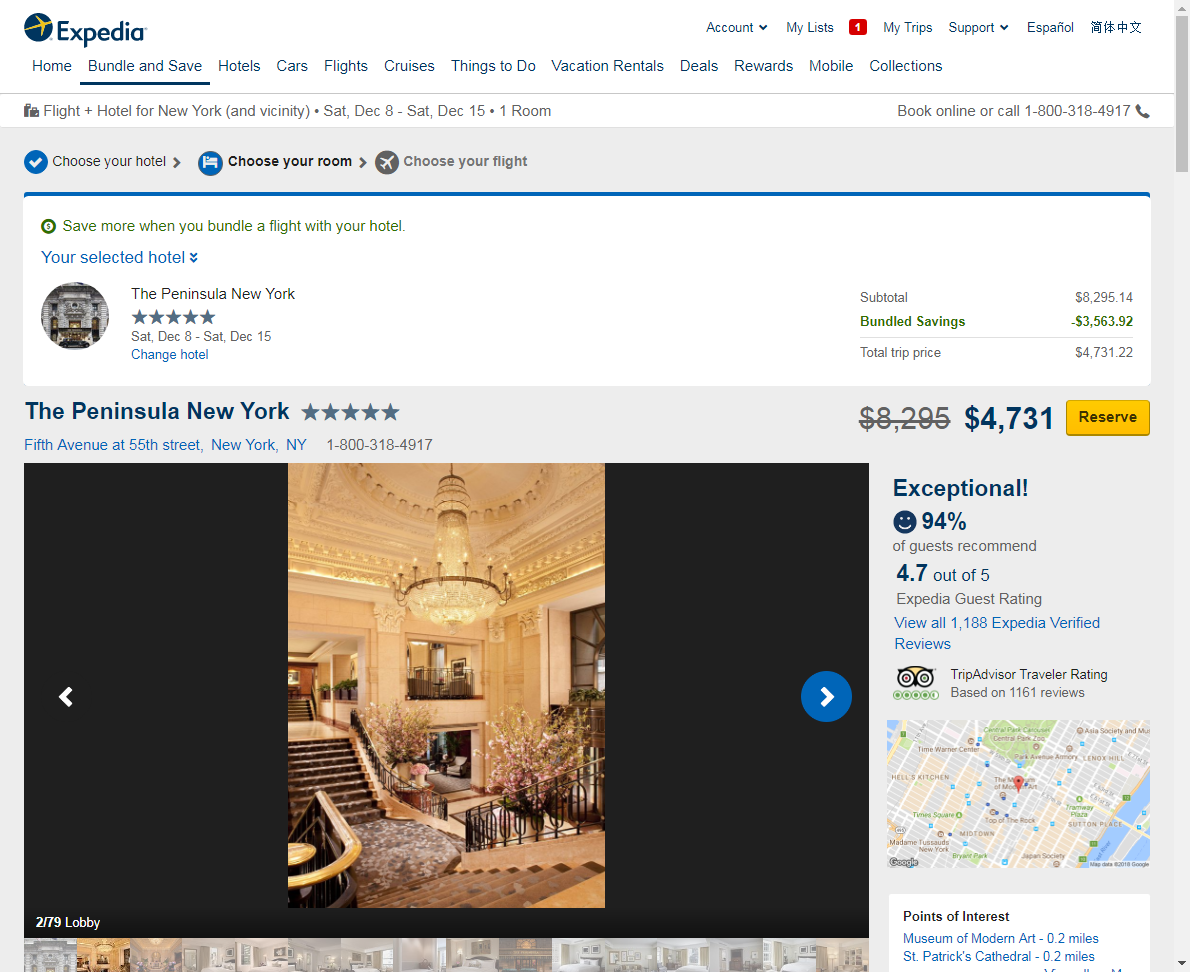 Expedia
Account My Lists 1 My Trips Support Español 简体中文
Home Bundle and Save Hotels Cars Flights Cruises Things to Do Vacation Rentals Deals Rewards Mobile Collections
Flight + Hotel for New York (and vicinity) • Sat, Dec 8 - Sat, Dec 15 • 1 Room
Book online or call 1-800-318-4917
Choose your hotel Choose your room Choose your flight
Save more when you bundle a flight with your hotel.
Your selected hotel
The Peninsula New York
Sat, Dec 8 - Sat, Dec 15
Change hotel
Subtotal $8,295.14
Bundled Savings -$3,563.92
Total trip price $4,731.22
The Peninsula New York
$8,295 $4,731 Reserve
Fifth Avenue at 55th street, New York, NY 1-800-318-4917
2/79 Lobby
Exceptional!
94%
of guests recommend
4.7 out of 5
Expedia Guest Rating
View all 1,188 Expedia Verified
Reviews
TripAdvisor Traveler Rating
Based on 1161 reviews
Central Park Carousel
Central Park Zoo
Asia Society and Mus
Time Warner Center
Park Avenue Armory
LENOX HILL
HELL'S KITCHEN
The Museum
of Modern Art
Times Square
Top of The Rock
Tramway
Plaza
SUTTON PLACE
495
MIDTOWN
Madame Tussauds
New York
Bryant Park
Japan Society
Google
Map data ©2018 Google
Points of Interest
Museum of Modern Art - 0.2 miles
St. Patrick's Cathedral - 0.2 miles